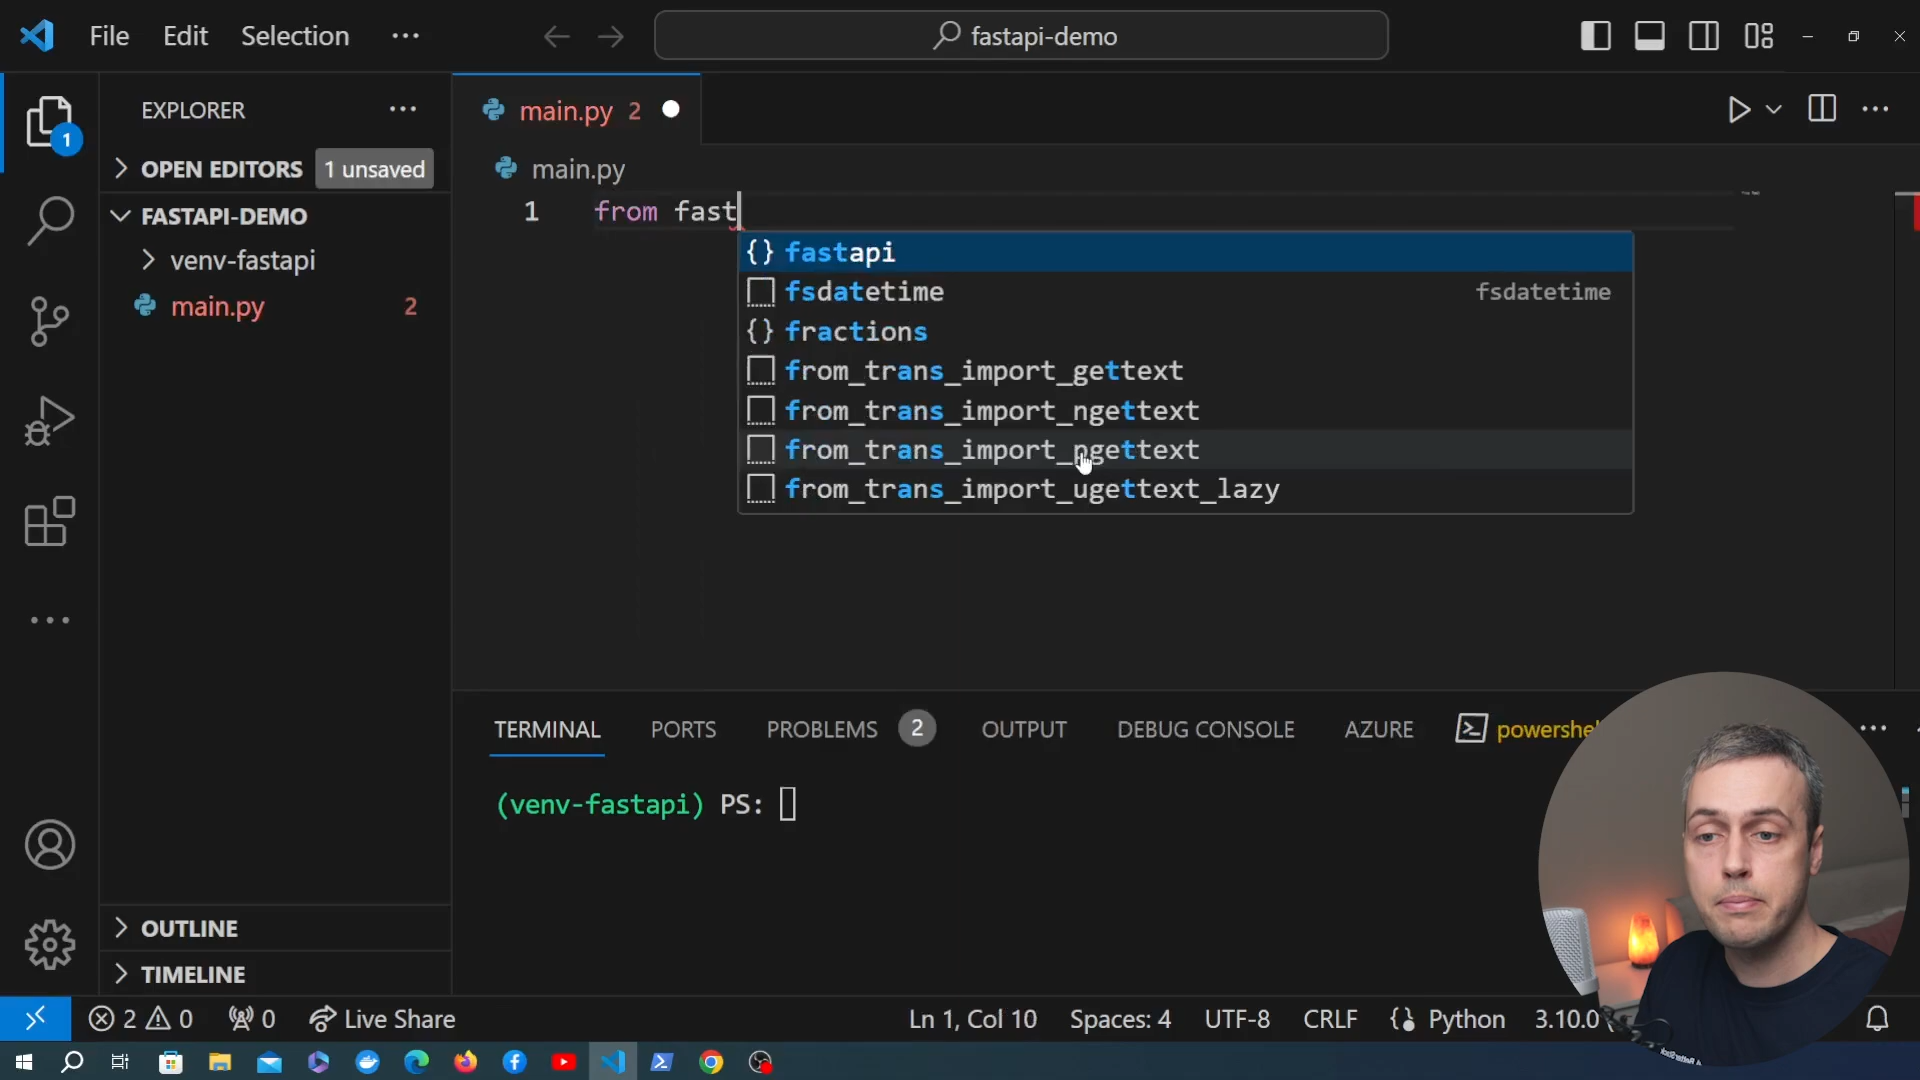 File Edit Selection ···
fastapi-demo
1
EXPLORER ···
OPEN EDITORS 1 unsaved
FASTAPI-DEMO
venv-fastapi
main.py 2
OUTLINE
TIMELINE
main.py 2
main.py
1 from fast
{} fastapi
fsdatetime fsdatetime
{} fractions
from_trans_import_gettext
from_trans_import_ngettext
from_trans_import_pgettext
from_trans_import_ugettext_lazy
TERMINAL PORTS PROBLEMS 2 OUTPUT DEBUG CONSOLE AZURE
(venv-fastapi) PS:
2 0 0 Live Share Ln 1, Col 10 Spaces: 4 UTF-8 CRLF Python 3.10.0